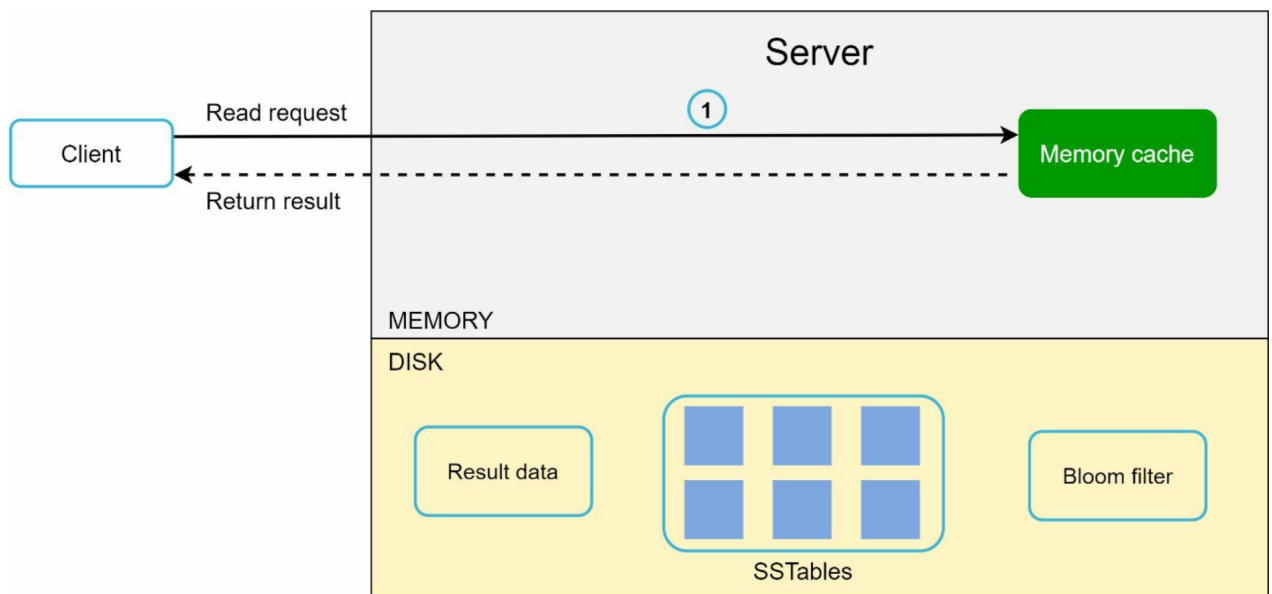 Server
Read request
1
Client
Memory cache
Return result
MEMORY
DISK
Result data
Bloom filter
SSTables